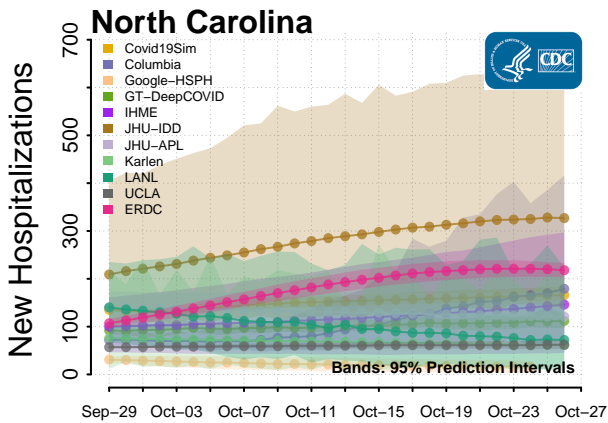 North Carolina
New Hospitalizations
700
500
300
100
0
Covid19Sim
Columbia
Google−HSPH
GT−DeepCOVID
IHME
JHU−IDD
JHU−APL
Karlen
LANL
UCLA
ERDC
CDC
Bands: 95% Prediction Intervals
Sep−29 Oct−03 Oct−07 Oct−11 Oct−15 Oct−19 Oct−23 Oct−27